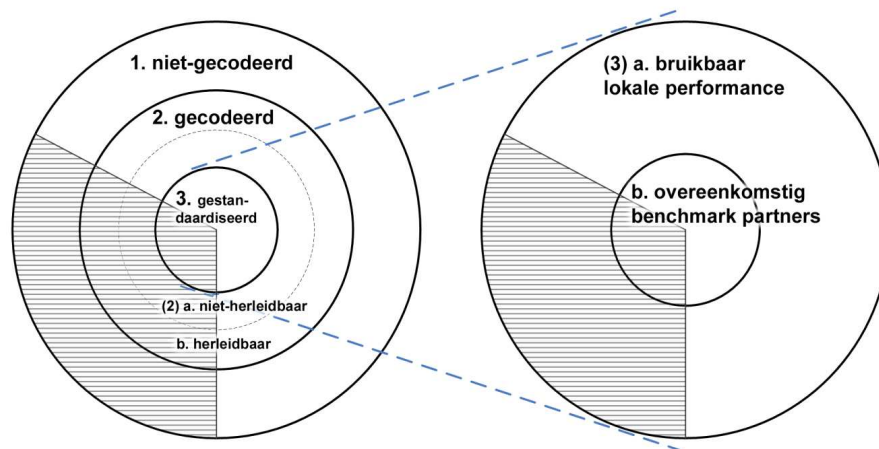 1. niet-gecodeerd
2. gecodeerd
3. gestan-
daardiseerd
(2) a. niet-herleidbaar
b. herleidbaar
(3) a. bruikbaar
lokale performance
b. overeenkomstig
benchmark partners